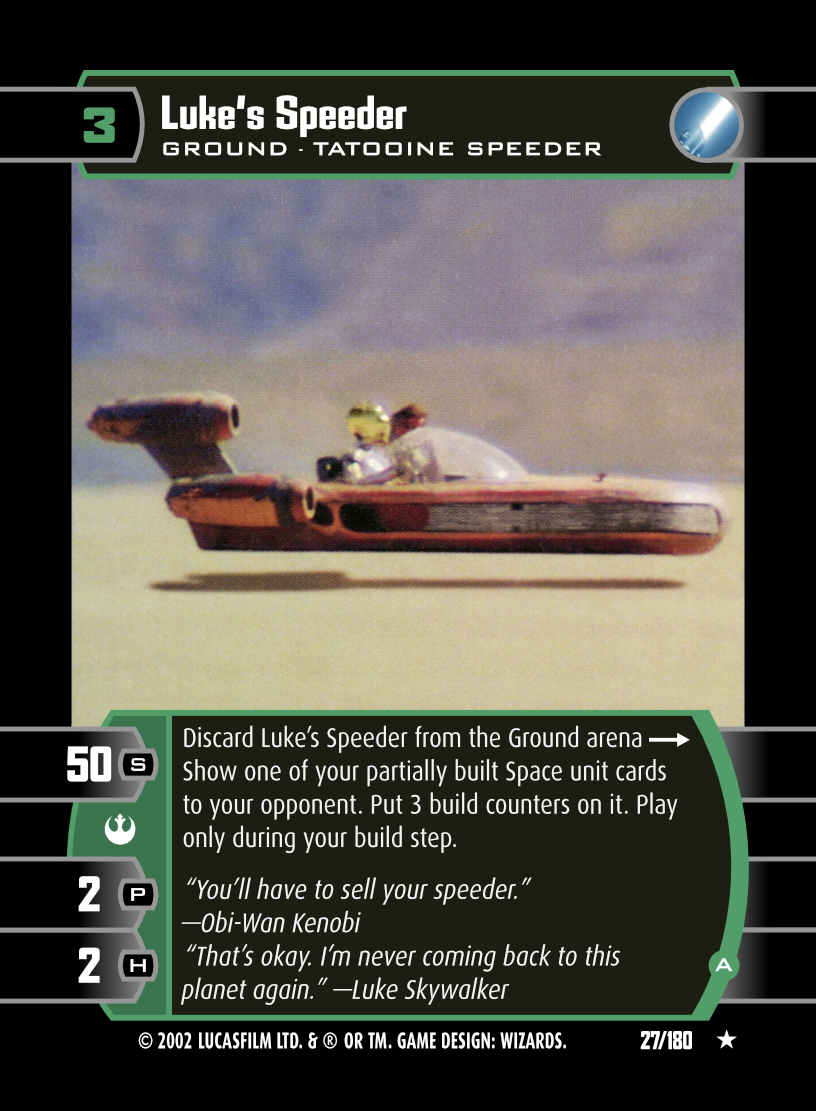 3
Luke's Speeder
GROUND · TATOOINE SPEEDER
Discard Luke's Speeder from the Ground arena →
Show one of your partially built Space unit cards
to your opponent. Put 3 build counters on it. Play
only during your build step.
50 S
2 P
2 H
"You'll have to sell your speeder."
—Obi-Wan Kenobi
"That's okay. I'm never coming back to this
planet again." —Luke Skywalker
A
© 2002 LUCASFILM LTD. & ® OR TM. GAME DESIGN: WIZARDS.
27/180 ★